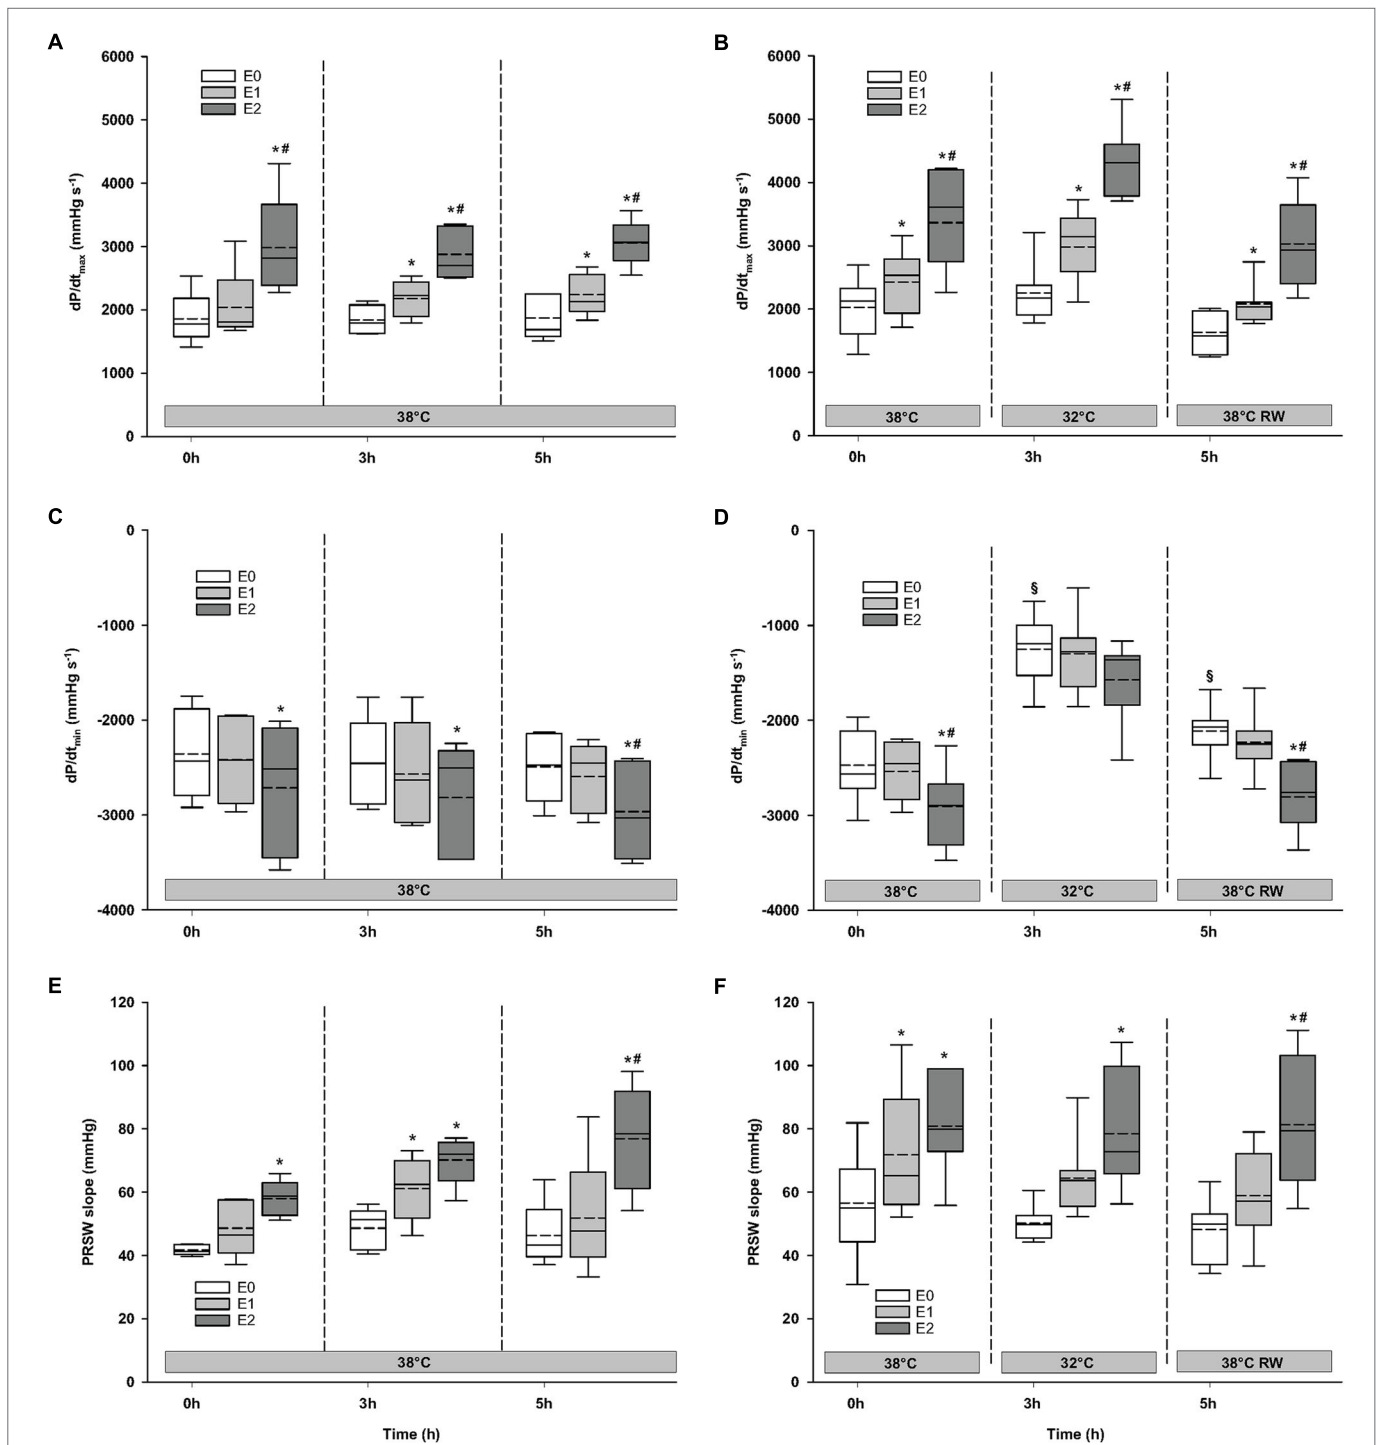 A
6000
5000
4000
3000
2000
1000
0
dP/dtmax (mmHg s-1)
E0
E1
E2
*#
*
*#
*
*#
38°C
0h
3h
5h
B
6000
5000
4000
3000
2000
1000
0
dP/dtmax (mmHg s-1)
E0
E1
E2
*
*#
*
*#
*
*#
38°C
32°C
38°C RW
0h
3h
5h
C
0
-1000
-2000
-3000
-4000
dP/dtmin (mmHg s-1)
E0
E1
E2
*
*
*#
38°C
0h
3h
5h
D
0
-1000
-2000
-3000
-4000
dP/dtmin (mmHg s-1)
E0
E1
E2
*#
§
§
*#
38°C
32°C
38°C RW
0h
3h
5h
E
120
100
80
60
40
20
0
PRSW slope (mmHg)
E0
E1
E2
*
*
*
*#
38°C
0h
3h
5h
Time (h)
F
120
100
80
60
40
20
0
PRSW slope (mmHg)
E0
E1
E2
*
*
*
*#
38°C
32°C
38°C RW
0h
3h
5h
Time (h)